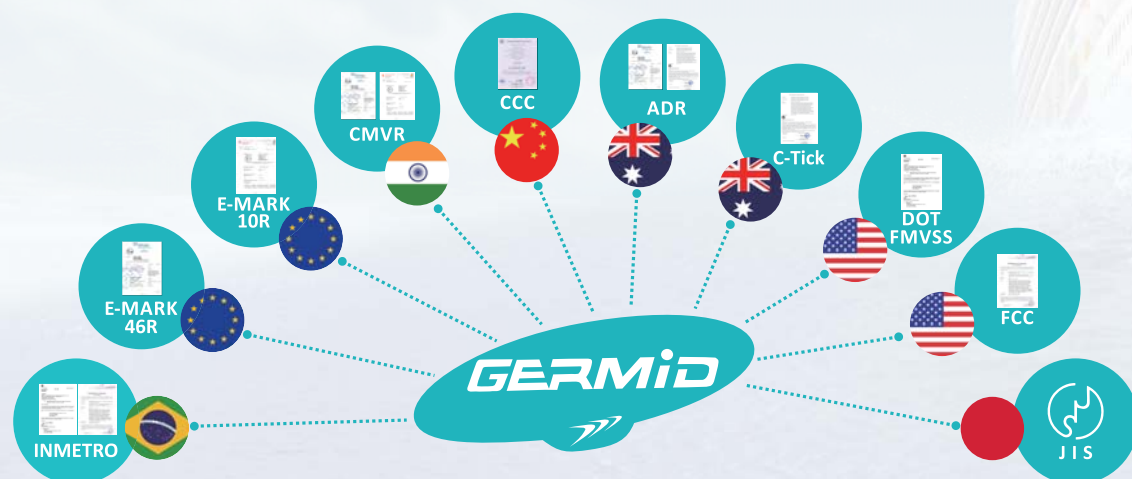 CCC
ADR
CMVR
C-Tick
E-MARK
10R
DOT
FMVSS
E-MARK
46R
FCC
GERMiD
INMETRO
JIS